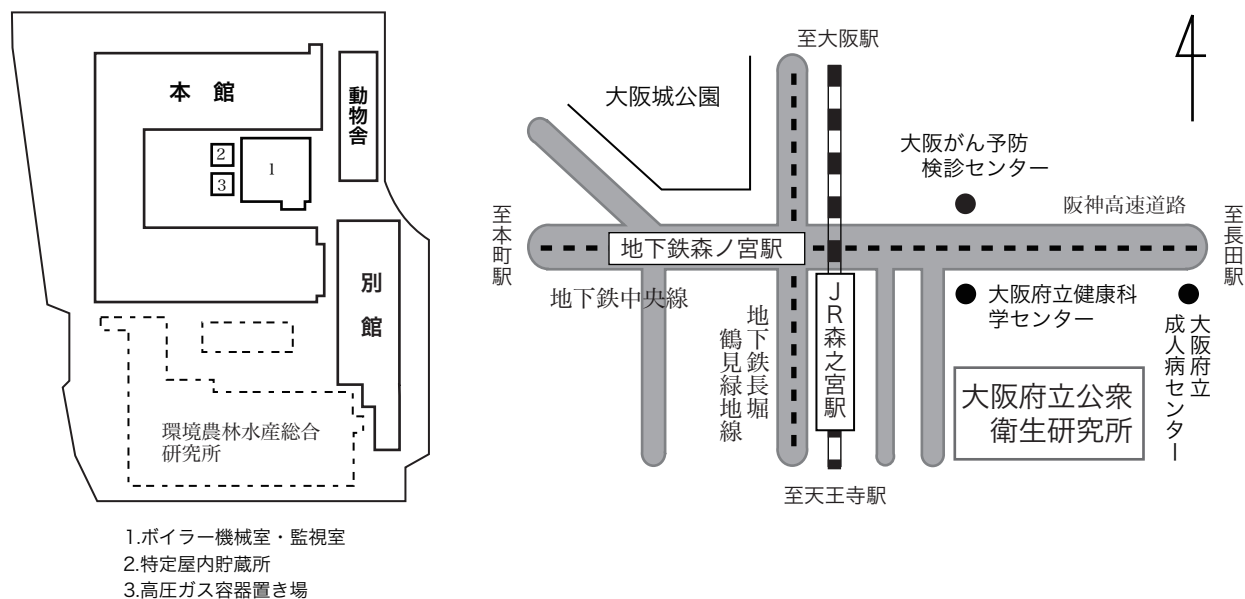 本 館
動物舎
2
3
1
別館
環境農林水産総合
研究所
1.ボイラー機械室・監視室
2.特定屋内貯蔵所
3.高圧ガス容器置き場
至大阪駅
大阪城公園
大阪がん予防
検診センター
阪神高速道路
至本町駅
地下鉄森ノ宮駅
至長田駅
地下鉄中央線
地下鉄長堀
鶴見緑地線
JR森之宮駅
大阪府立健康科
学センター
大阪府立
成人病センター
大阪府立公衆
衛生研究所
至天王寺駅